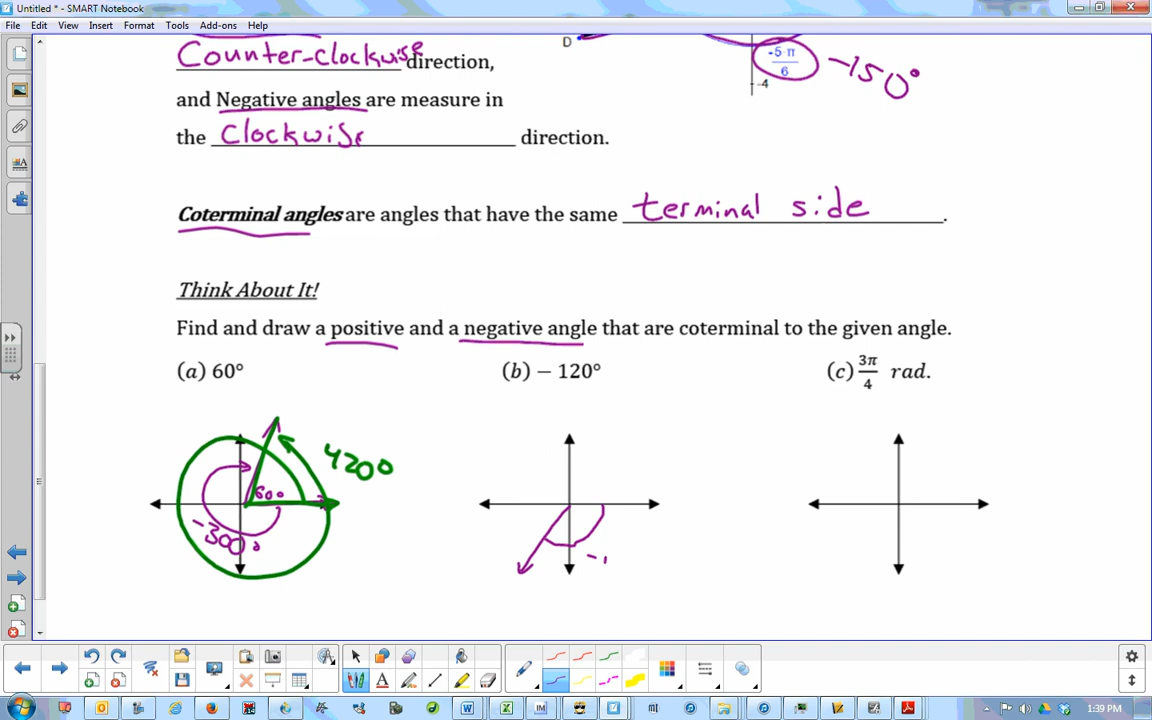 Untitled * - SMART Notebook
File Edit View Insert Format Tools Add-ons Help
D
Counter-clockwise direction,
-5 π
6
-150°
-4
and Negative angles are measure in
the Clockwise direction.
Coterminal angles are angles that have the same terminal side.
Think About It!
Find and draw a positive and a negative angle that are coterminal to the given angle.
(a) 60° (b) − 120° (c) 3π/4 rad.
420°
60°
-300°
-1
1:39 PM